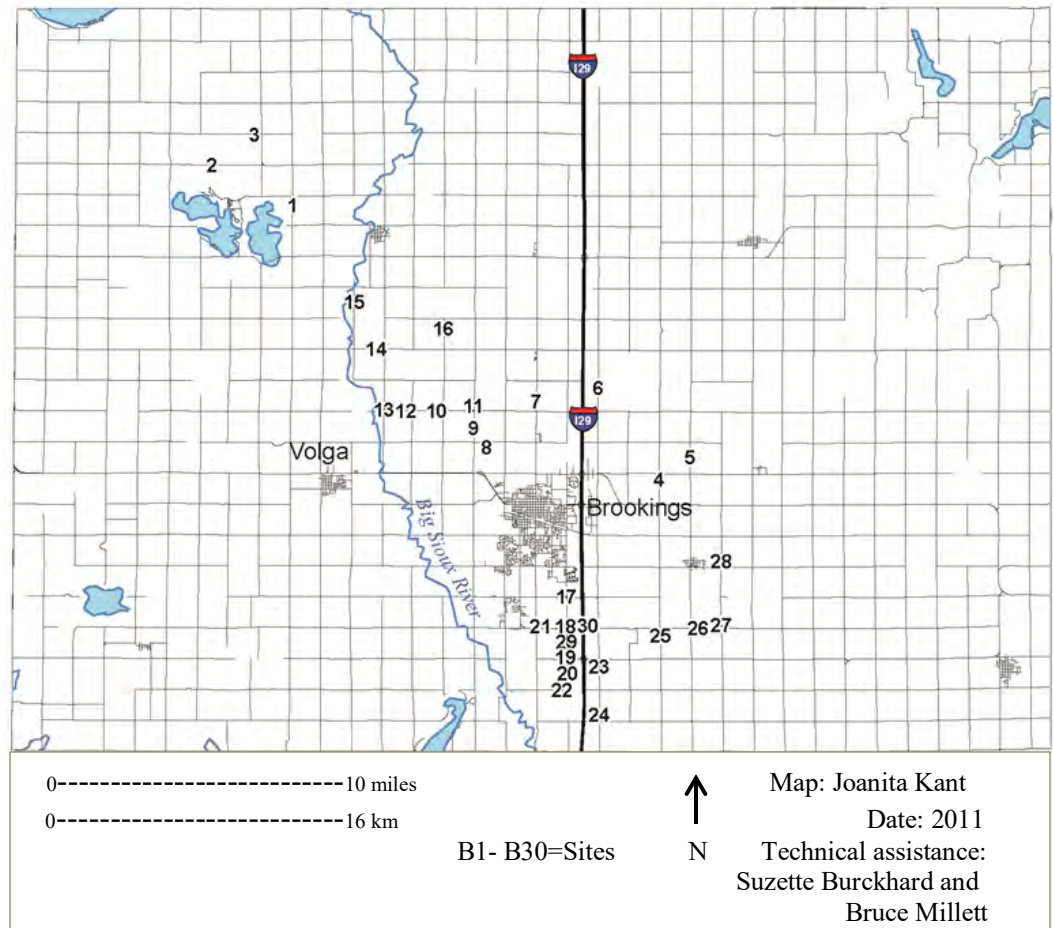 I29
3
2
1
15
16
14
6
7
13 12 10 11
I29
9
8
Volga
5
4
Brookings
Big Sioux River
28
17
21 18 30
26 27
25
29
19
23
20
22
24
0-----------------------------10 miles
0-----------------------------16 km
B1- B30=Sites
N
Map: Joanita Kant
Date: 2011
Technical assistance:
Suzette Burckhard and
Bruce Millett